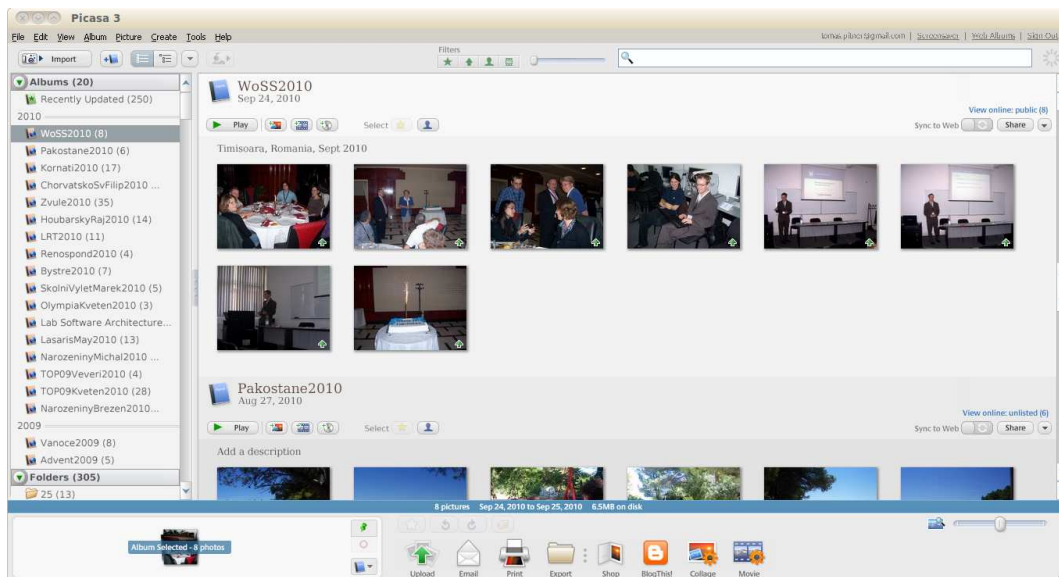 Picasa 3
File Edit View Album Picture Create Tools Help
Screensaver | Web Albums | Sign Out
Import
Filters
Albums (20)
Recently Updated (250)
2010
WoSS2010 (8)
Pakostane2010 (6)
Kornati2010 (17)
ChorvatskoSvFilip2010 ...
Zvule2010 (35)
HoubarskyRaj2010 (14)
LRT2010 (11)
Renospond2010 (4)
Bystre2010 (7)
SkolniVyletMarek2010 (5)
OlympiaKveten2010 (3)
Lab Software Architecture...
LasarisMay2010 (13)
NarozeninyMichal2010 ...
TOP09Veveri2010 (4)
TOP09Kveten2010 (28)
NarozeninyBrezen2010...
2009
Vanoce2009 (8)
Advent2009 (5)
Folders (305)
25 (13)
WoSS2010
Sep 24, 2010
View online: public (8)
Play Select Sync to Web Share
Timisoara, Romania, Sept 2010
Pakostane2010
Aug 27, 2010
View online: unlisted (6)
Play Select Sync to Web Share
Add a description
8 pictures Sep 24, 2010 to Sep 25, 2010 6.5MB on disk
Album Selected - 8 photos
Upload Email Print Export Shop BlogThis! Collage Movie